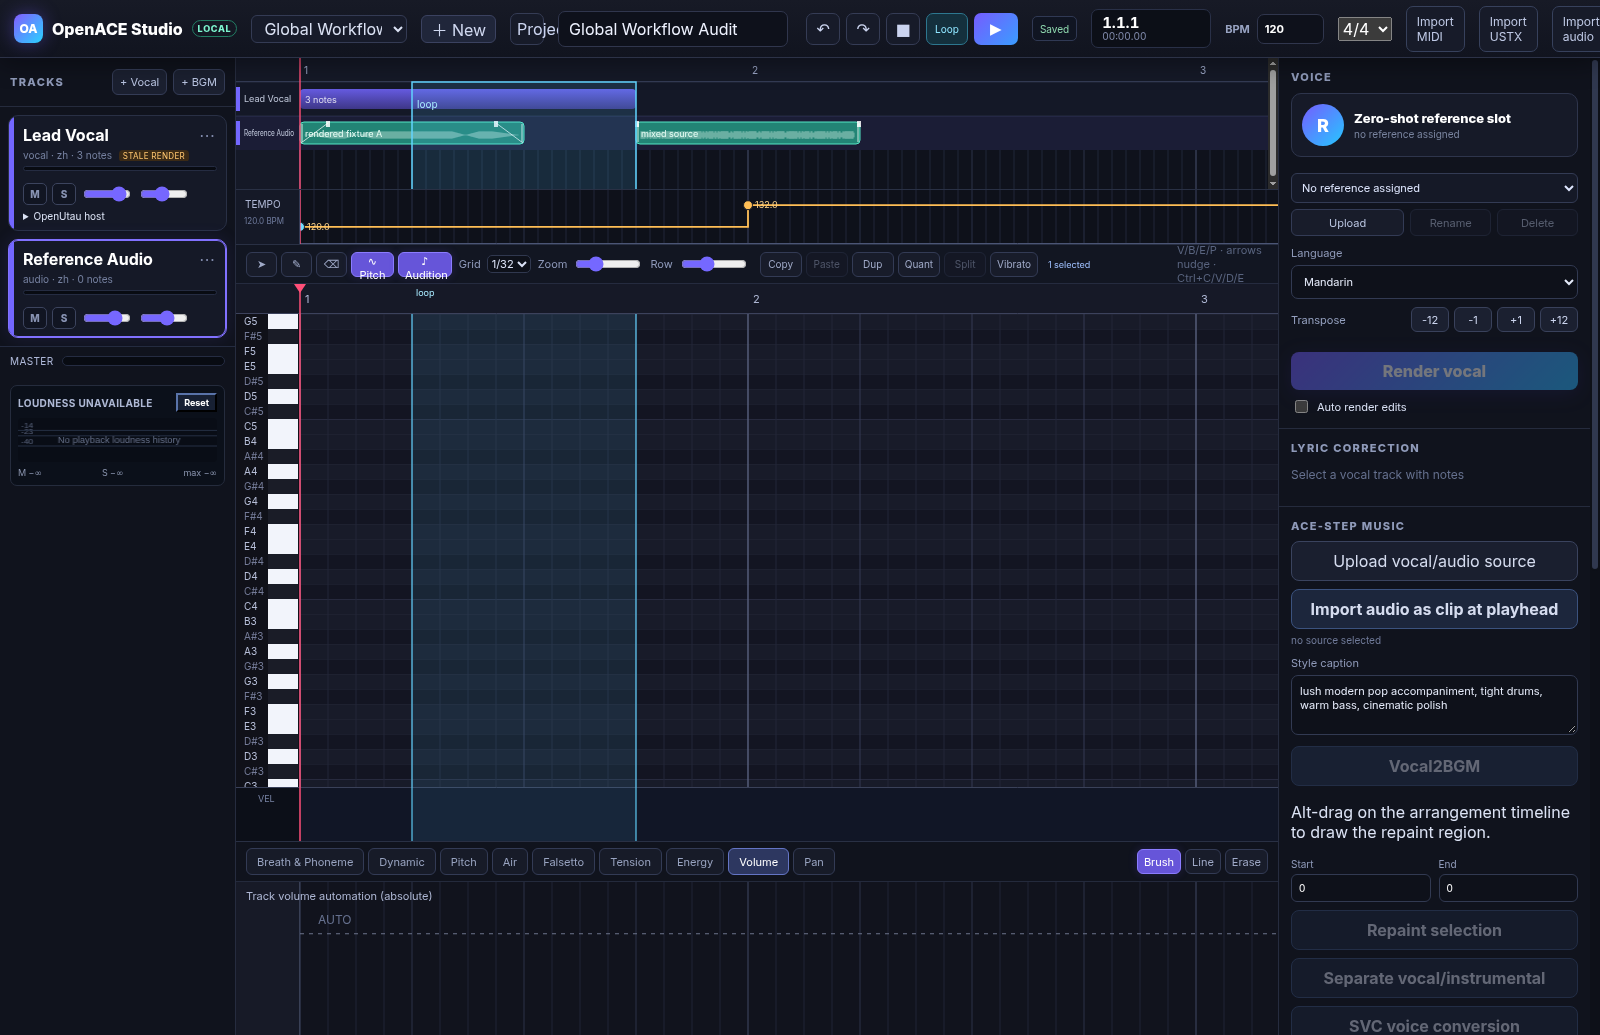 OA OpenACE Studio LOCAL Global Workflow + New Projec Global Workflow Audit ↶ ↷ ■ Loop ▶ Saved 1.1.1 00:00.00 BPM 120 4/4 Import MIDI Import USTX Import audio
TRACKS + Vocal + BGM
Lead Vocal ...
vocal · zh · 3 notes STALE RENDER
M S
▶ OpenUtau host
Reference Audio ...
audio · zh · 0 notes
M S
MASTER
LOUDNESS UNAVAILABLE Reset
-14
-23
-40
No playback loudness history
M -∞ S -∞ max -∞
1 2 3
Lead Vocal 3 notes
loop
Reference Audio rendered fixture A mixed source
TEMPO
120.0 BPM
120.0 132.0
Pitch Audition Grid 1/32 Zoom Row Copy Paste Dup Quant Split Vibrato 1 selected
V/B/E/P · arrows
nudge ·
Ctrl+C/V/D/E
1 loop 2 3
G5
F#5
F5
E5
D#5
D5
C#5
C5
B4
A#4
A4
G#4
G4
F#4
F4
E4
D#4
D4
C#4
C4
B3
A#3
A3
G#3
G3
F#3
F3
E3
D#3
D3
C#3
C3
VEL
Breath & Phoneme Dynamic Pitch Air Falsetto Tension Energy Volume Pan Brush Line Erase
Track volume automation (absolute)
AUTO
VOICE
R Zero-shot reference slot
no reference assigned
No reference assigned
Upload Rename Delete
Language
Mandarin
Transpose -12 -1 +1 +12
Render vocal
Auto render edits
LYRIC CORRECTION
Select a vocal track with notes
ACE-STEP MUSIC
Upload vocal/audio source
Import audio as clip at playhead
no source selected
Style caption
lush modern pop accompaniment, tight drums,
warm bass, cinematic polish
Vocal2BGM
Alt-drag on the arrangement timeline
to draw the repaint region.
Start End
0 0
Repaint selection
Separate vocal/instrumental
SVC voice conversion